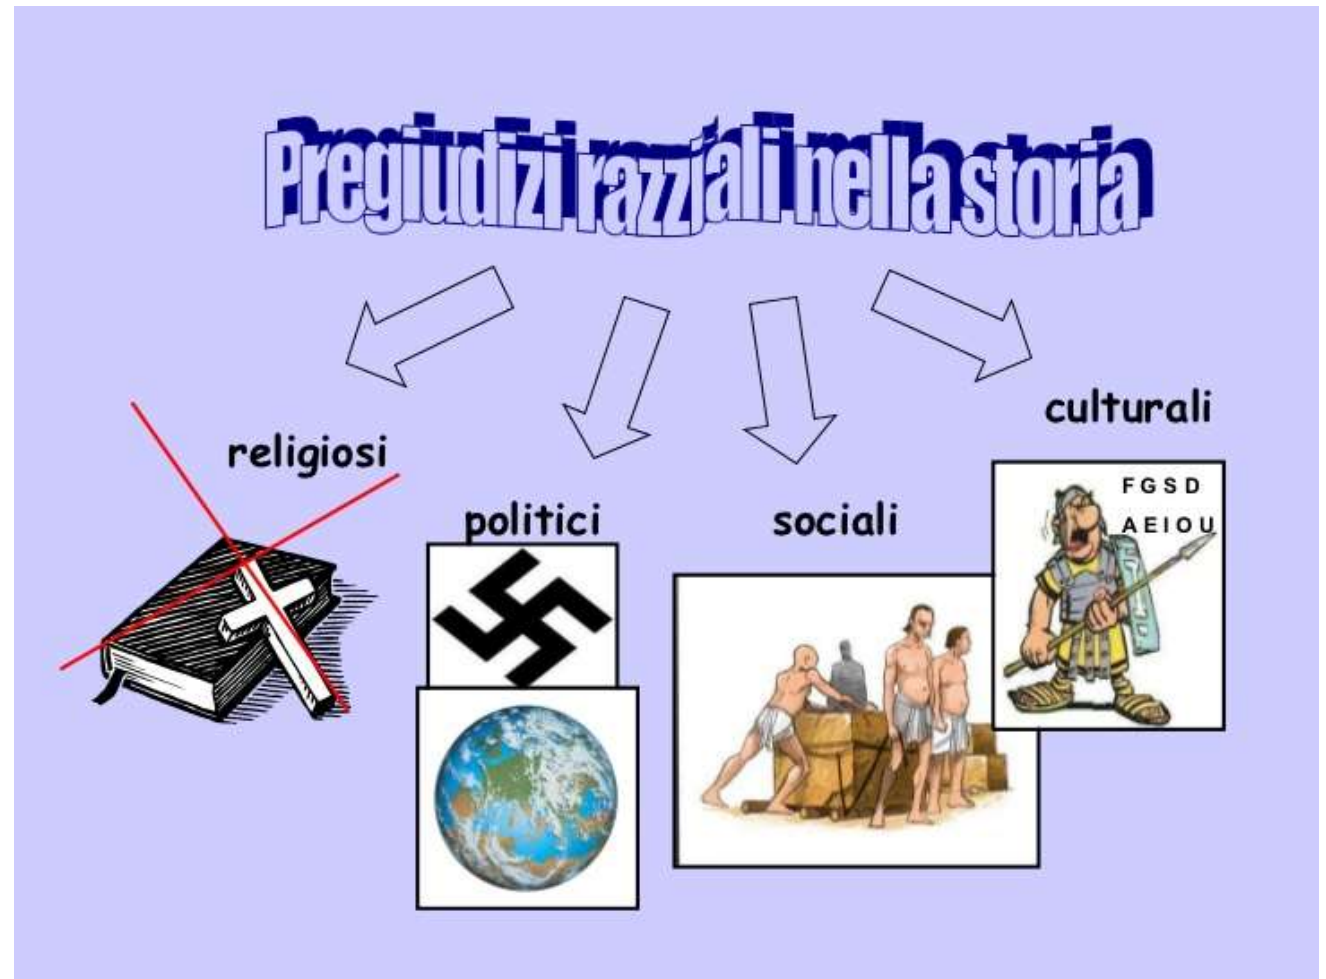 Pregiudizi razziali nella storia
religiosi
politici
sociali
culturali
F G S D
A E I O U